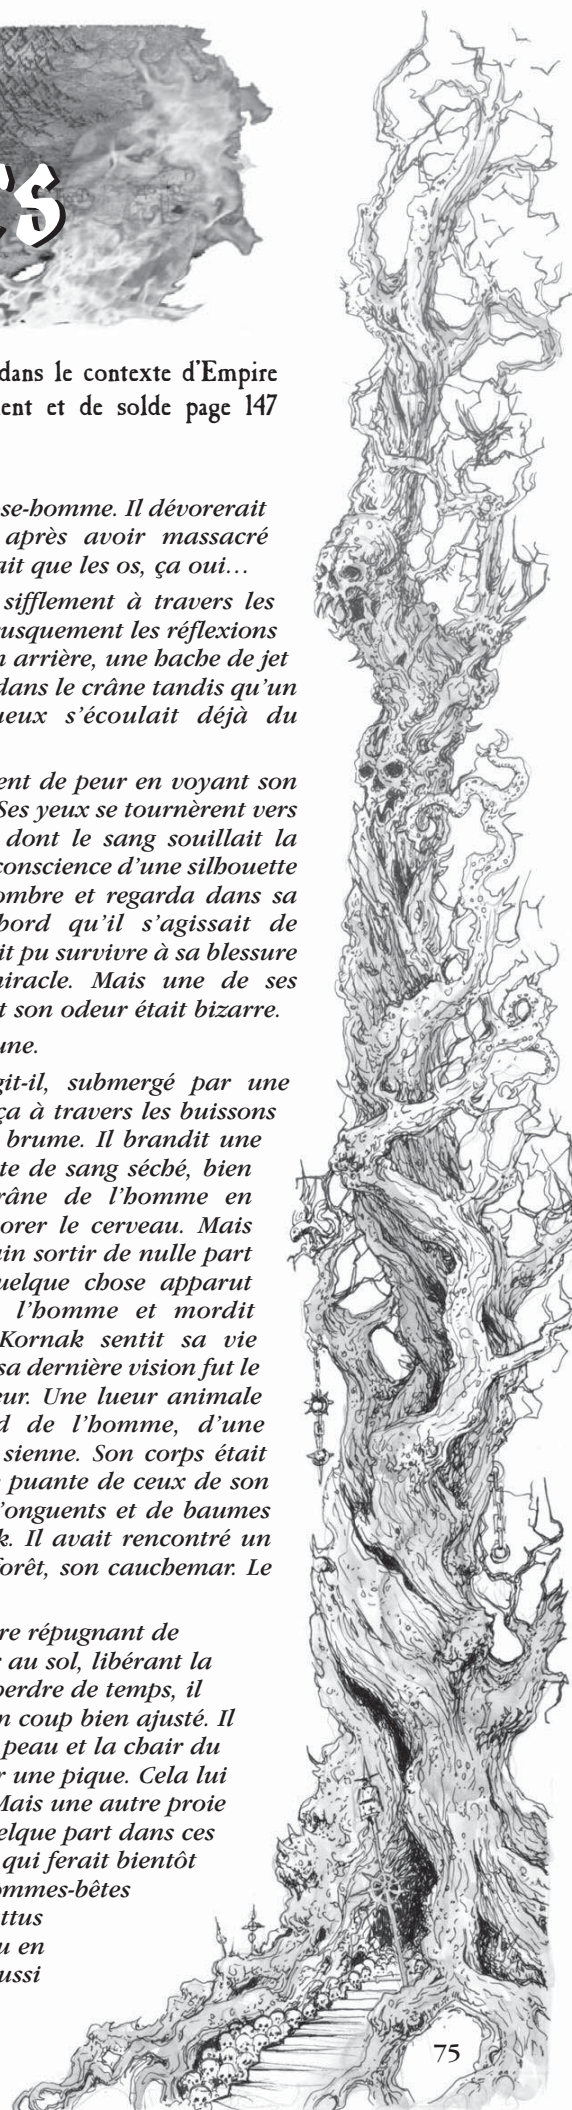 dans le contexte d'Empire
ent et de solde page 147
se-homme. Il dévorerait
après avoir massacré
ait que les os, ça oui…
sifflement à travers les
rusquement les réflexions
n arrière, une hache de jet
dans le crâne tandis qu'un
ueux s'écoulait déjà du
ent de peur en voyant son
Ses yeux se tournèrent vers
dont le sang souillait la
conscience d'une silhouette
ombre et regarda dans sa
bord qu'il s'agissait de
it pu survivre à sa blessure
miracle. Mais une de ses
t son odeur était bizarre.
une.
git-il, submergé par une
ça à travers les buissons
brume. Il brandit une
te de sang séché, bien
râne de l'homme en
orer le cerveau. Mais
in sortir de nulle part
uelque chose apparut
l'homme et mordit
Kornak sentit sa vie
sa dernière vision fut le
eur. Une lueur animale
d de l'homme, d'une
sienne. Son corps était
puante de ceux de son
'onguents et de baumes
k. Il avait rencontré un
forêt, son cauchemar. Le
re répugnant de
r au sol, libérant la
perdre de temps, il
n coup bien ajusté. Il
peau et la chair du
r une pique. Cela lui
Mais une autre proie
elque part dans ces
qui ferait bientôt
ommes-bêtes
ttus
u en
ussi
75